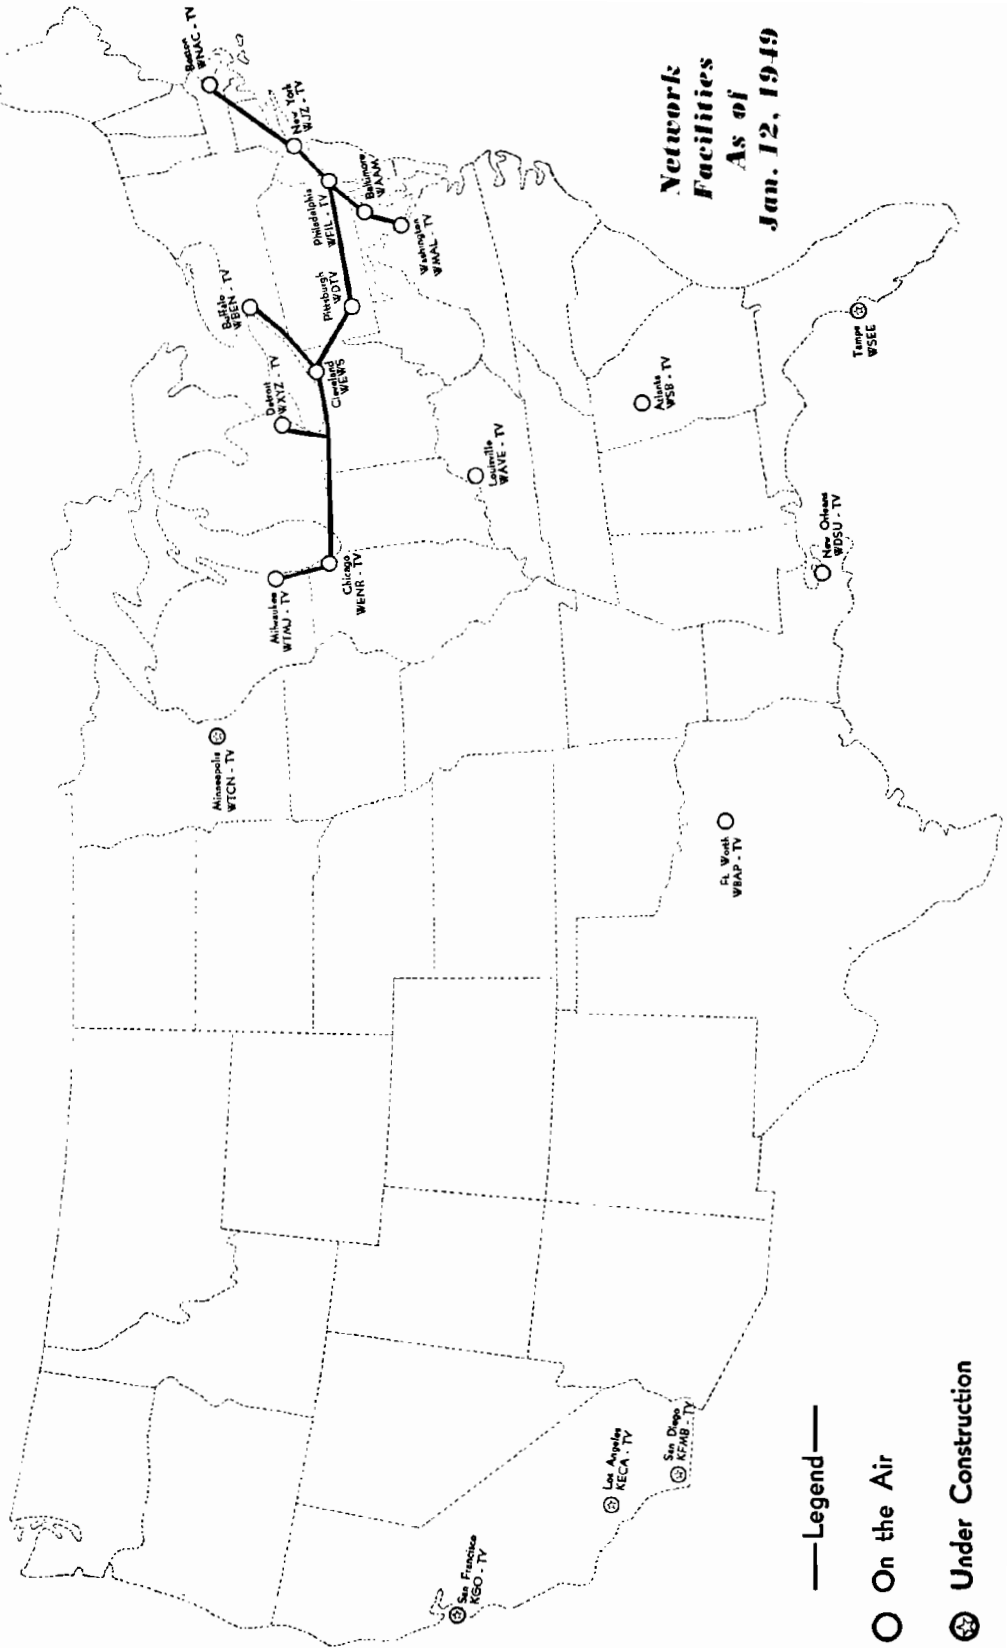 Network
Facilities
As of
Jan. 12, 1949
Boston
WNAC - TV
New York
WJZ - TV
Philadelphia
WFIL - TV
Baltimore
WAAM
Washington
WMAL - TV
Buffalo
WBEN - TV
Pittsburgh
WDTV
Cleveland
WEWS
Detroit
WXYZ - TV
Chicago
WENR - TV
Milwaukee
WTMJ - TV
Minneapolis
WTCN - TV
Louisville
WAVE - TV
Atlanta
WSB - TV
Tampa
WSEE
New Orleans
WDSU - TV
Ft. Worth
WBAP - TV
San Francisco
KGO - TV
Los Angeles
KECA - TV
San Diego
KFMB - TV
Legend
On the Air
Under Construction